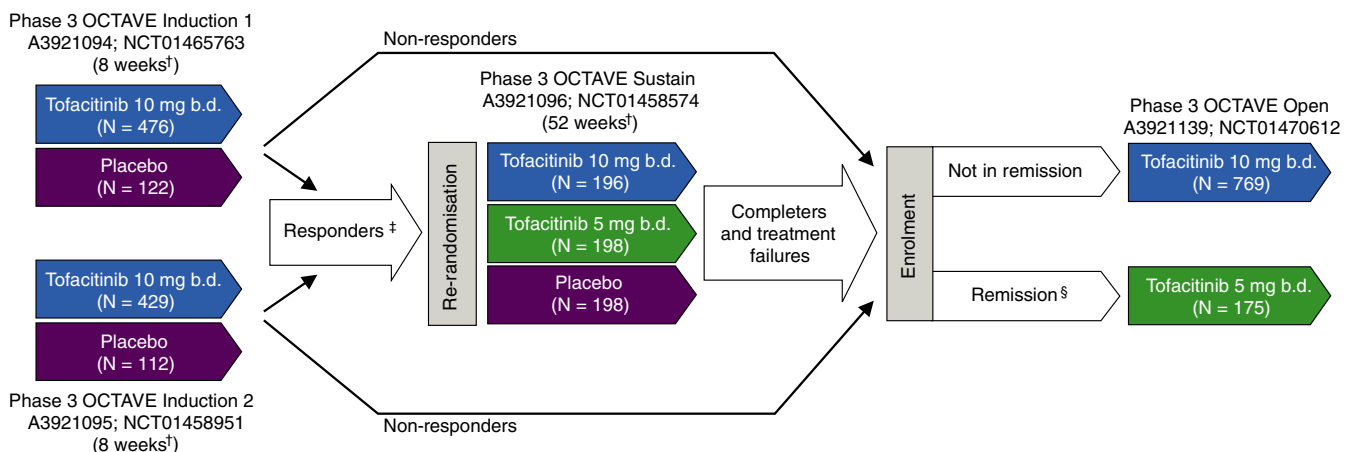 Phase 3 OCTAVE Induction 1
A3921094; NCT01465763
(8 weeks†)
Tofacitinib 10 mg b.d.
(N = 476)
Placebo
(N = 122)
Tofacitinib 10 mg b.d.
(N = 429)
Placebo
(N = 112)
Phase 3 OCTAVE Induction 2
A3921095; NCT01458951
(8 weeks†)
Non-responders
Responders ‡
Non-responders
Re-randomisation
Phase 3 OCTAVE Sustain
A3921096; NCT01458574
(52 weeks†)
Tofacitinib 10 mg b.d.
(N = 196)
Tofacitinib 5 mg b.d.
(N = 198)
Placebo
(N = 198)
Completers
and treatment
failures
Enrolment
Not in remission
Remission §
Phase 3 OCTAVE Open
A3921139; NCT01470612
Tofacitinib 10 mg b.d.
(N = 769)
Tofacitinib 5 mg b.d.
(N = 175)